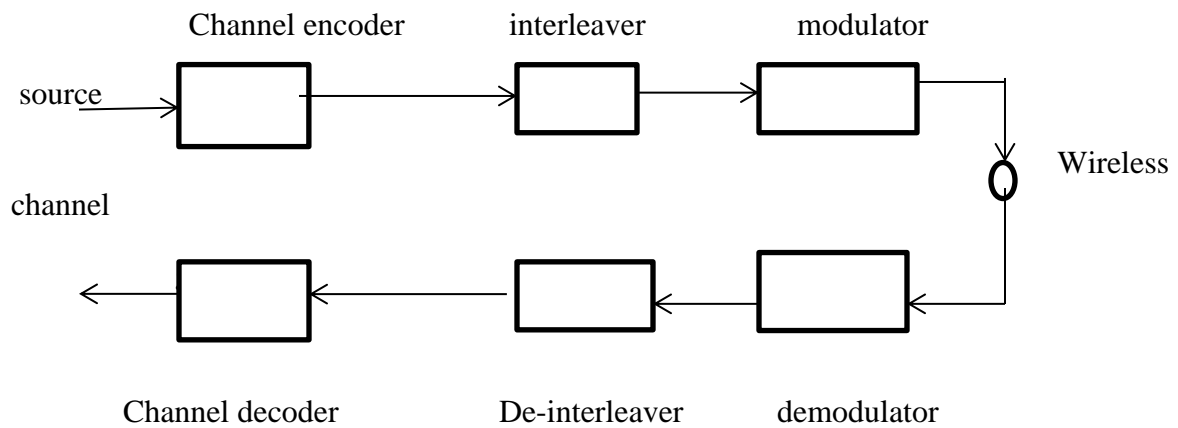 Channel encoder interleaver modulator
source
Wireless
channel
Channel decoder De-interleaver demodulator